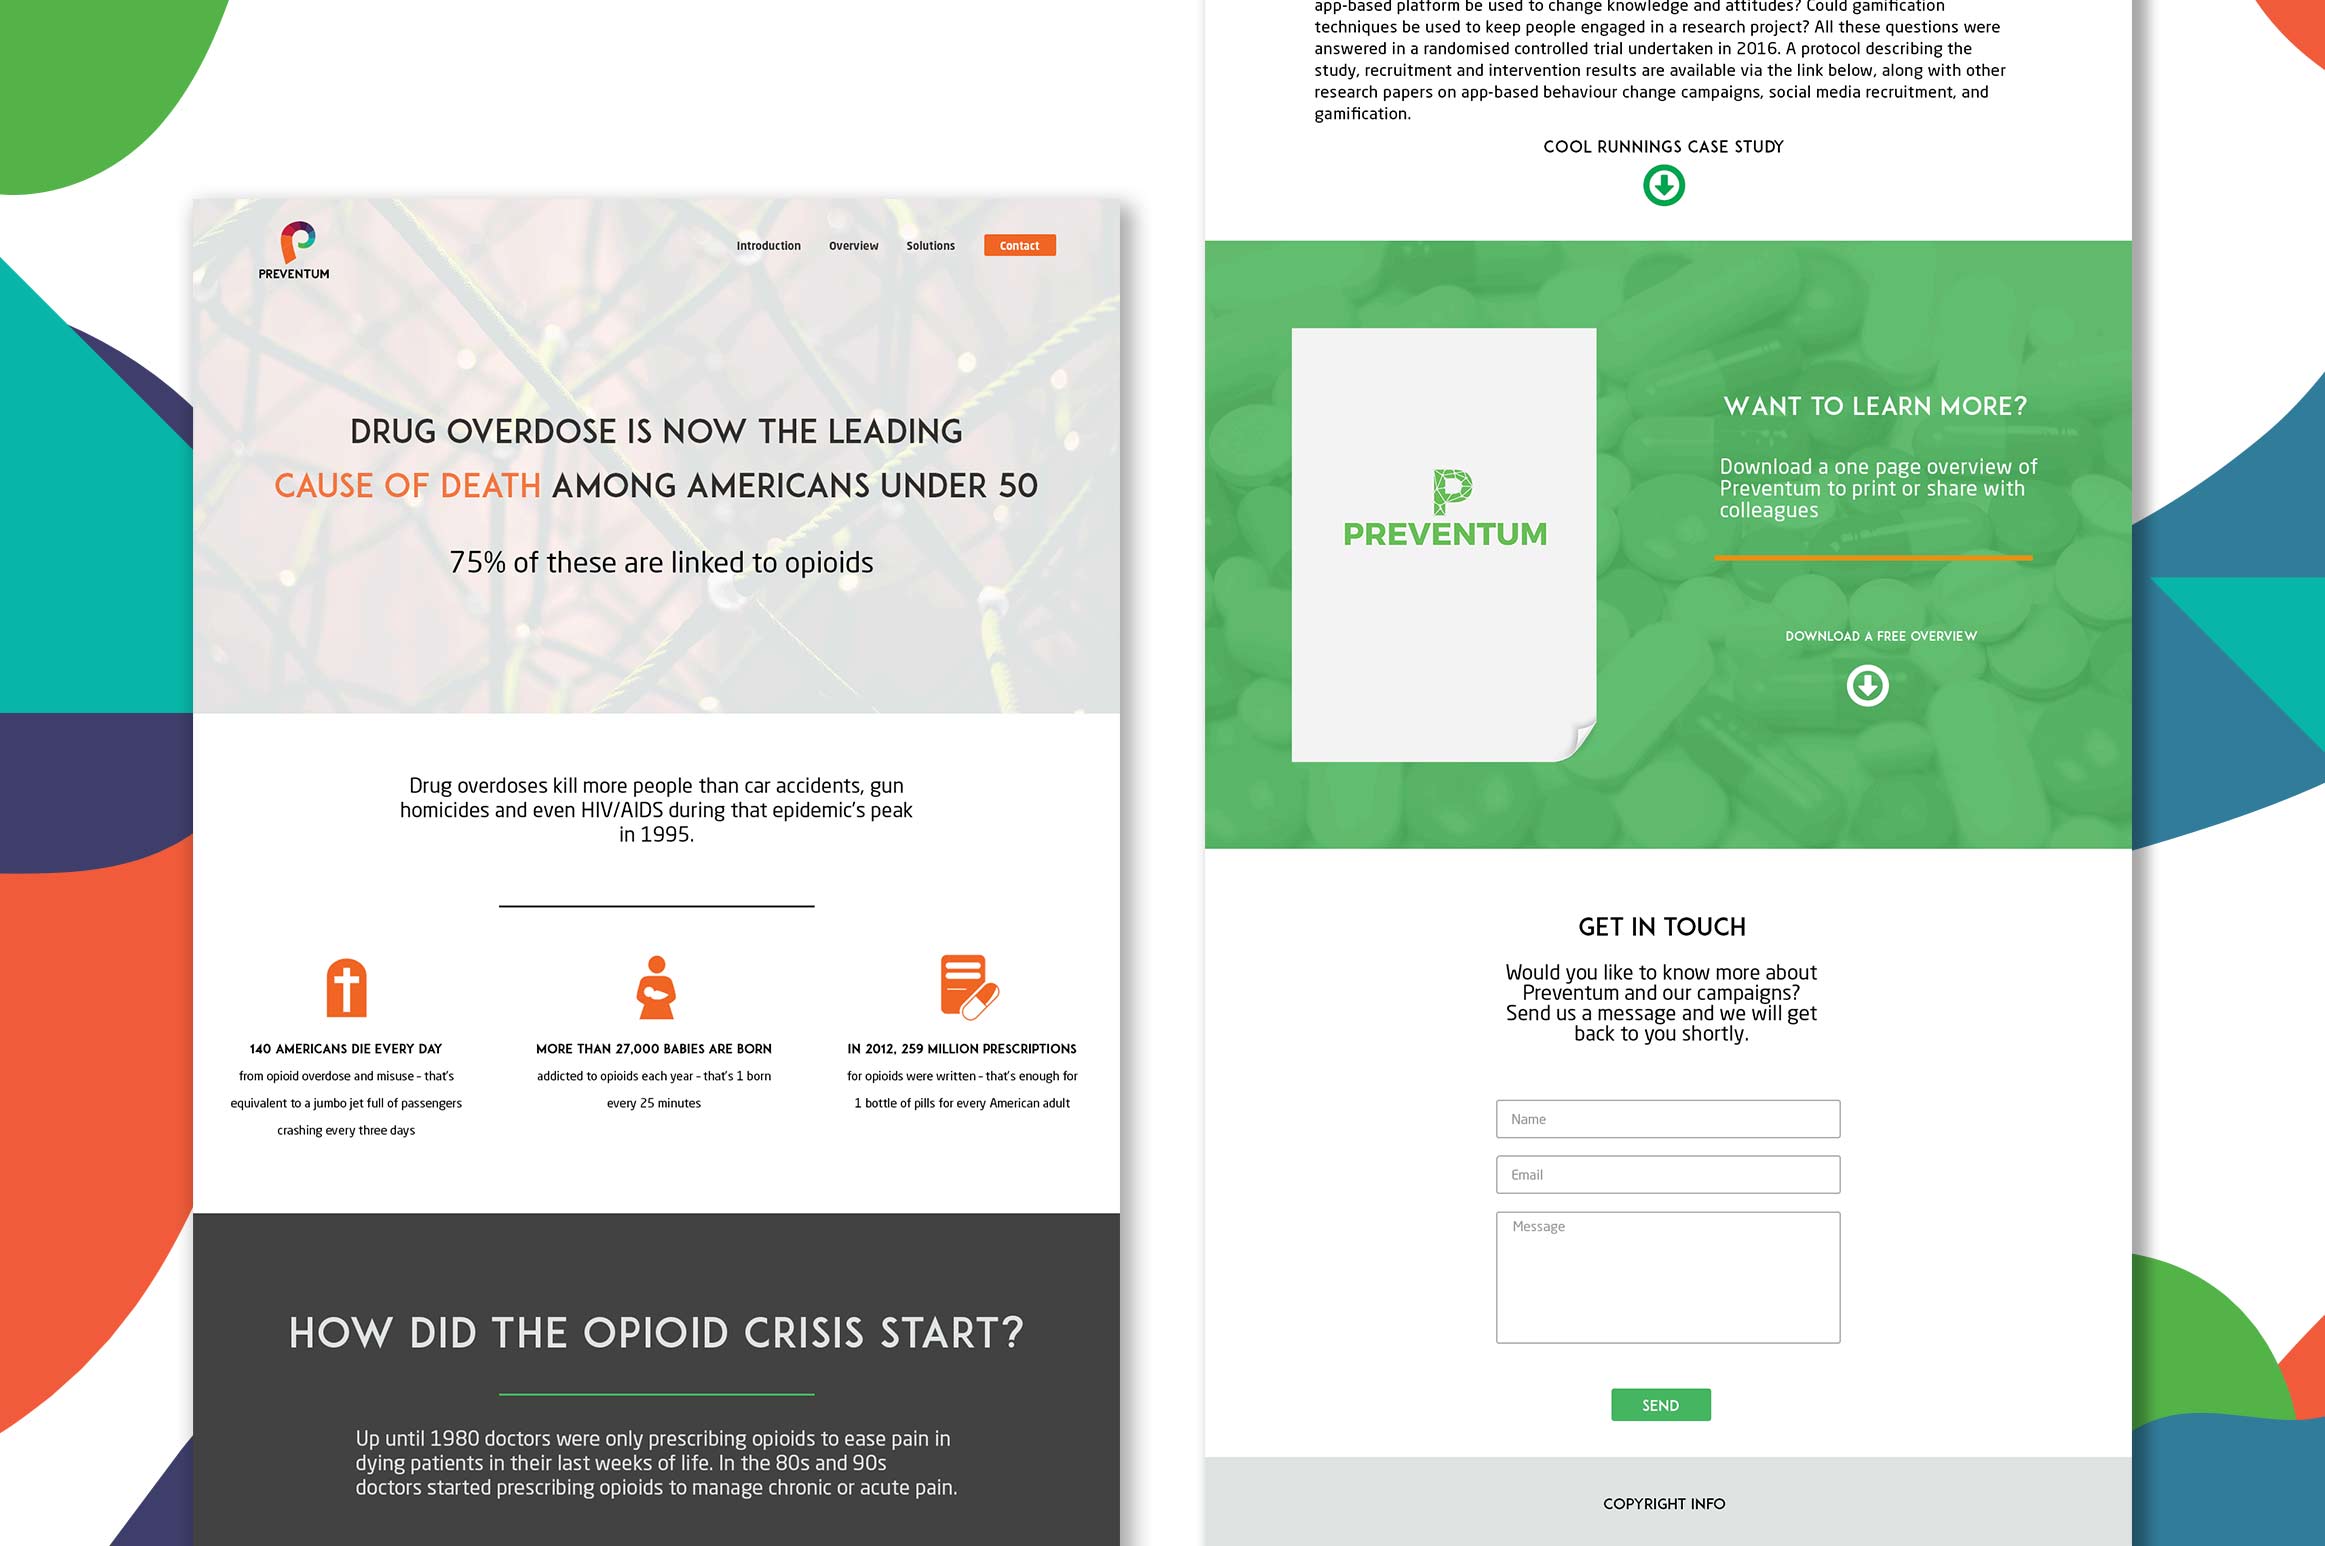 PREVENTUM
Introduction
Overview
Solutions
Contact
DRUG OVERDOSE IS NOW THE LEADING
CAUSE OF DEATH AMONG AMERICANS UNDER 50
75% of these are linked to opioids
Drug overdoses kill more people than car accidents, gun
homicides and even HIV/AIDS during that epidemic's peak
in 1995.
140 AMERICANS DIE EVERY DAY
from opioid overdose and misuse – that's
equivalent to a jumbo jet full of passengers
crashing every three days
MORE THAN 27,000 BABIES ARE BORN
addicted to opioids each year – that's 1 born
every 25 minutes
IN 2012, 259 MILLION PRESCRIPTIONS
for opioids were written – that's enough for
1 bottle of pills for every American adult
HOW DID THE OPIOID CRISIS START?
Up until 1980 doctors were only prescribing opioids to ease pain in
dying patients in their last weeks of life. In the 80s and 90s
doctors started prescribing opioids to manage chronic or acute pain.
app-based platform be used to change knowledge and attitudes? Could gamification
techniques be used to keep people engaged in a research project? All these questions were
answered in a randomised controlled trial undertaken in 2016. A protocol describing the
study, recruitment and intervention results are available via the link below, along with other
research papers on app-based behaviour change campaigns, social media recruitment, and
gamification.
COOL RUNNINGS CASE STUDY
PREVENTUM
WANT TO LEARN MORE?
Download a one page overview of
Preventum to print or share with
colleagues
DOWNLOAD A FREE OVERVIEW
GET IN TOUCH
Would you like to know more about
Preventum and our campaigns?
Send us a message and we will get
back to you shortly.
Name
Email
Message
SEND
COPYRIGHT INFO